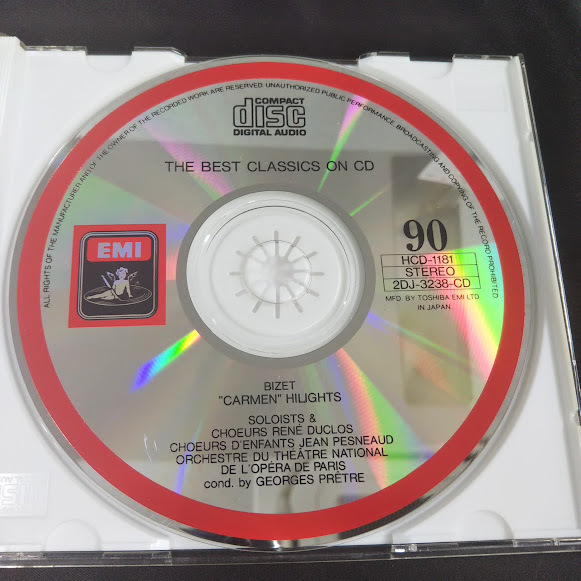 ALL RIGHTS OF THE MANUFACTURER AND OF THE OWNER OF THE RECORDED WORK ARE RESERVED. UNAUTHORIZED PUBLIC PERFORMANCE, BROADCASTING AND COPYING OF THE RECORD PROHIBITED.
COMPACT
disc
DIGITAL AUDIO
THE BEST CLASSICS ON CD
EMI
90
HCD-1181
STEREO
2DJ-3238-CD
MFD. BY TOSHIBA EMI LTD.
IN JAPAN.
BIZET
"CARMEN" HILIGHTS
SOLOISTS &
CHOEURS RENÉ DUCLOS
CHOEURS D'ENFANTS JEAN PESNEAUD
ORCHESTRE DU THÉÂTRE NATIONAL
DE L'OPÉRA DE PARIS
cond. by GEORGES PRÊTRE